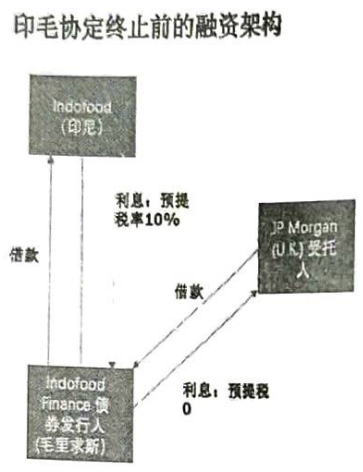 印毛协定终止前的融资架构
Indofood
(印尼)
利息：预提
税率10%
JP Morgan
(U.K.) 受托
人
借款
借款
Indofood
Finance 债
券发行人
(毛里求斯)
利息：预提税
0